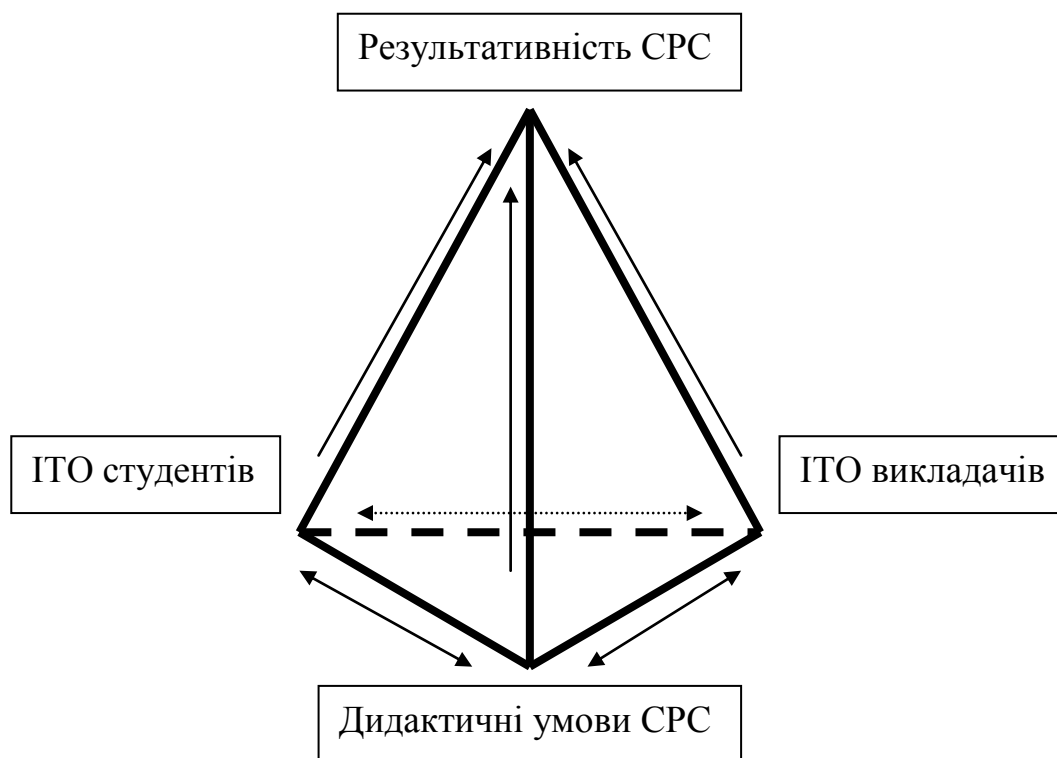 Результативність СРС
ІТО студентів
ІТО викладачів
Дидактичні умови СРС